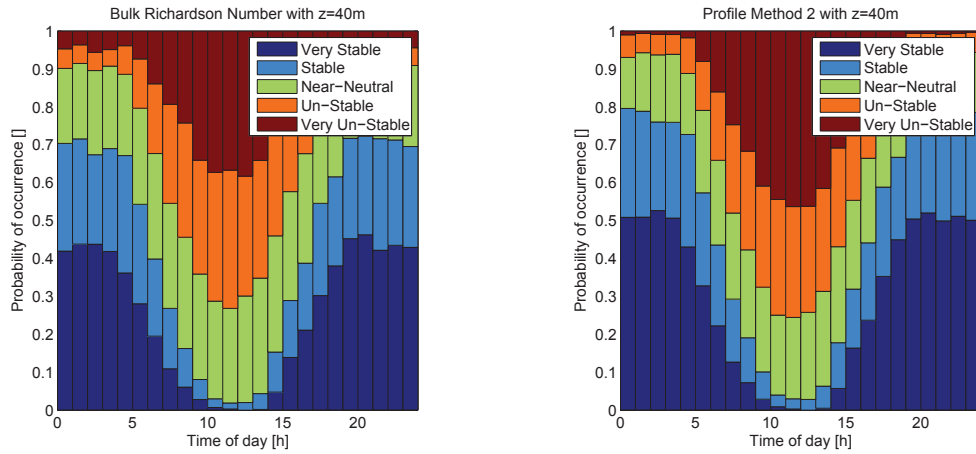 Bulk Richardson Number with z=40m
Probability of occurrence []
1
0.9
0.8
0.7
0.6
0.5
0.4
0.3
0.2
0.1
0
0 5 10 15 20
Time of day [h]
Very Stable
Stable
Near-Neutral
Un-Stable
Very Un-Stable
Profile Method 2 with z=40m
Probability of occurrence []
1
0.9
0.8
0.7
0.6
0.5
0.4
0.3
0.2
0.1
0
0 5 10 15 20
Time of day [h]
Very Stable
Stable
Near-Neutral
Un-Stable
Very Un-Stable